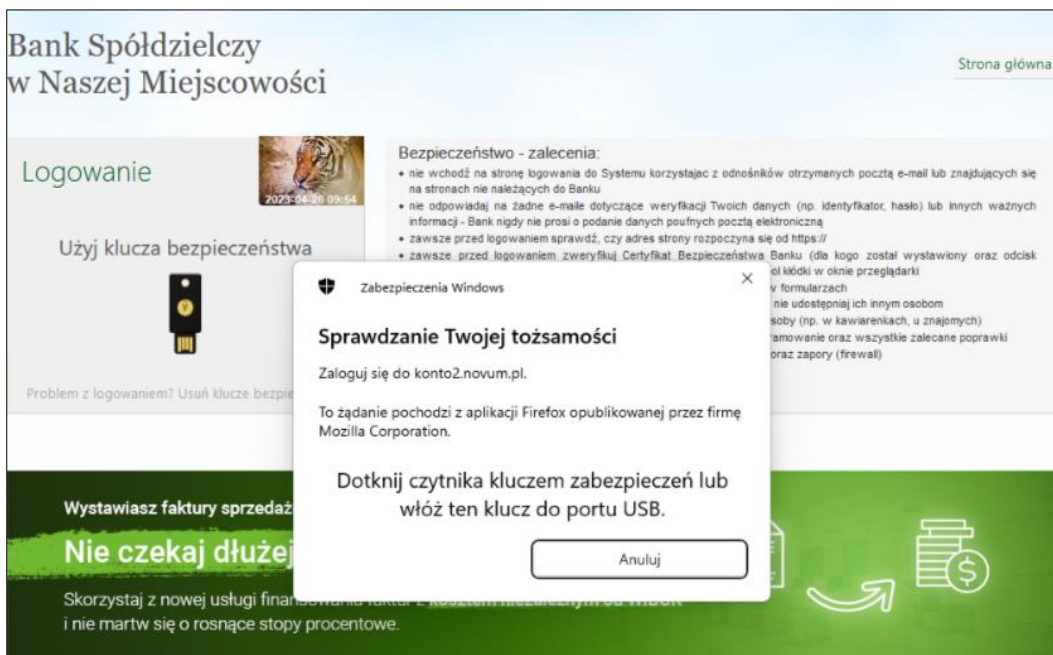 Bank Spółdzielczy
w Naszej Miejscowości
Strona główna
Logowanie
2023-04-26 09:54
Użyj klucza bezpieczeństwa
Problem z logowaniem? Usuń klucze bezpie
Bezpieczeństwo - zalecenia:
• nie wchodź na stronę logowania do Systemu korzystajac z odnośników otrzymanych pocztą e-mail lub znajdujących się
na stronach nie należących do Banku
• nie odpowiadaj na żadne e-maile dotyczące weryfikacji Twoich danych (np. identyfikator, hasło) lub innych ważnych
informacji - Bank nigdy nie prosi o podanie danych poufnych pocztą elektroniczną
• zawsze przed logowaniem sprawdź, czy adres strony rozpoczyna się od https://
• zawsze przed logowaniem zweryfikuj Certyfikat Bezpieczeństwa Banku (dla kogo został wystawiony oraz odcisk
ol kłódki w oknie przeglądarki
w formularzach
nie udostępniaj ich innym osobom
soby (np. w kawiarenkach, u znajomych)
ramowanie oraz wszystkie zalecane poprawki
oraz zapory (firewall)
Zabezpieczenia Windows
Sprawdzanie Twojej tożsamości
Zaloguj się do konto2.novum.pl.
To żądanie pochodzi z aplikacji Firefox opublikowanej przez firmę
Mozilla Corporation.
Dotknij czytnika kluczem zabezpieczeń lub
włóż ten klucz do portu USB.
Anuluj
Wystawiasz faktury sprzedaż
Nie czekaj dłużej
Skorzystaj z nowej usługi finansowania faktur z kosztem niezależnym od WIBOR
i nie martw się o rosnące stopy procentowe.